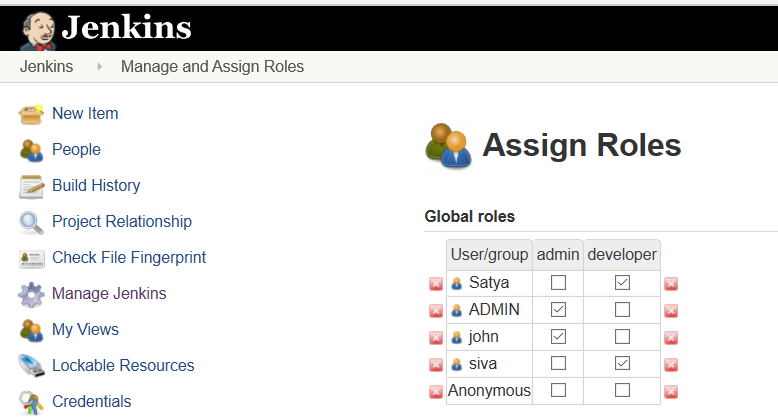 Jenkins
Jenkins Manage and Assign Roles
New Item
People
Build History
Project Relationship
Check File Fingerprint
Manage Jenkins
My Views
Lockable Resources
Credentials
Assign Roles
Global roles
User/group admin developer
Satya
ADMIN
john
siva
Anonymous